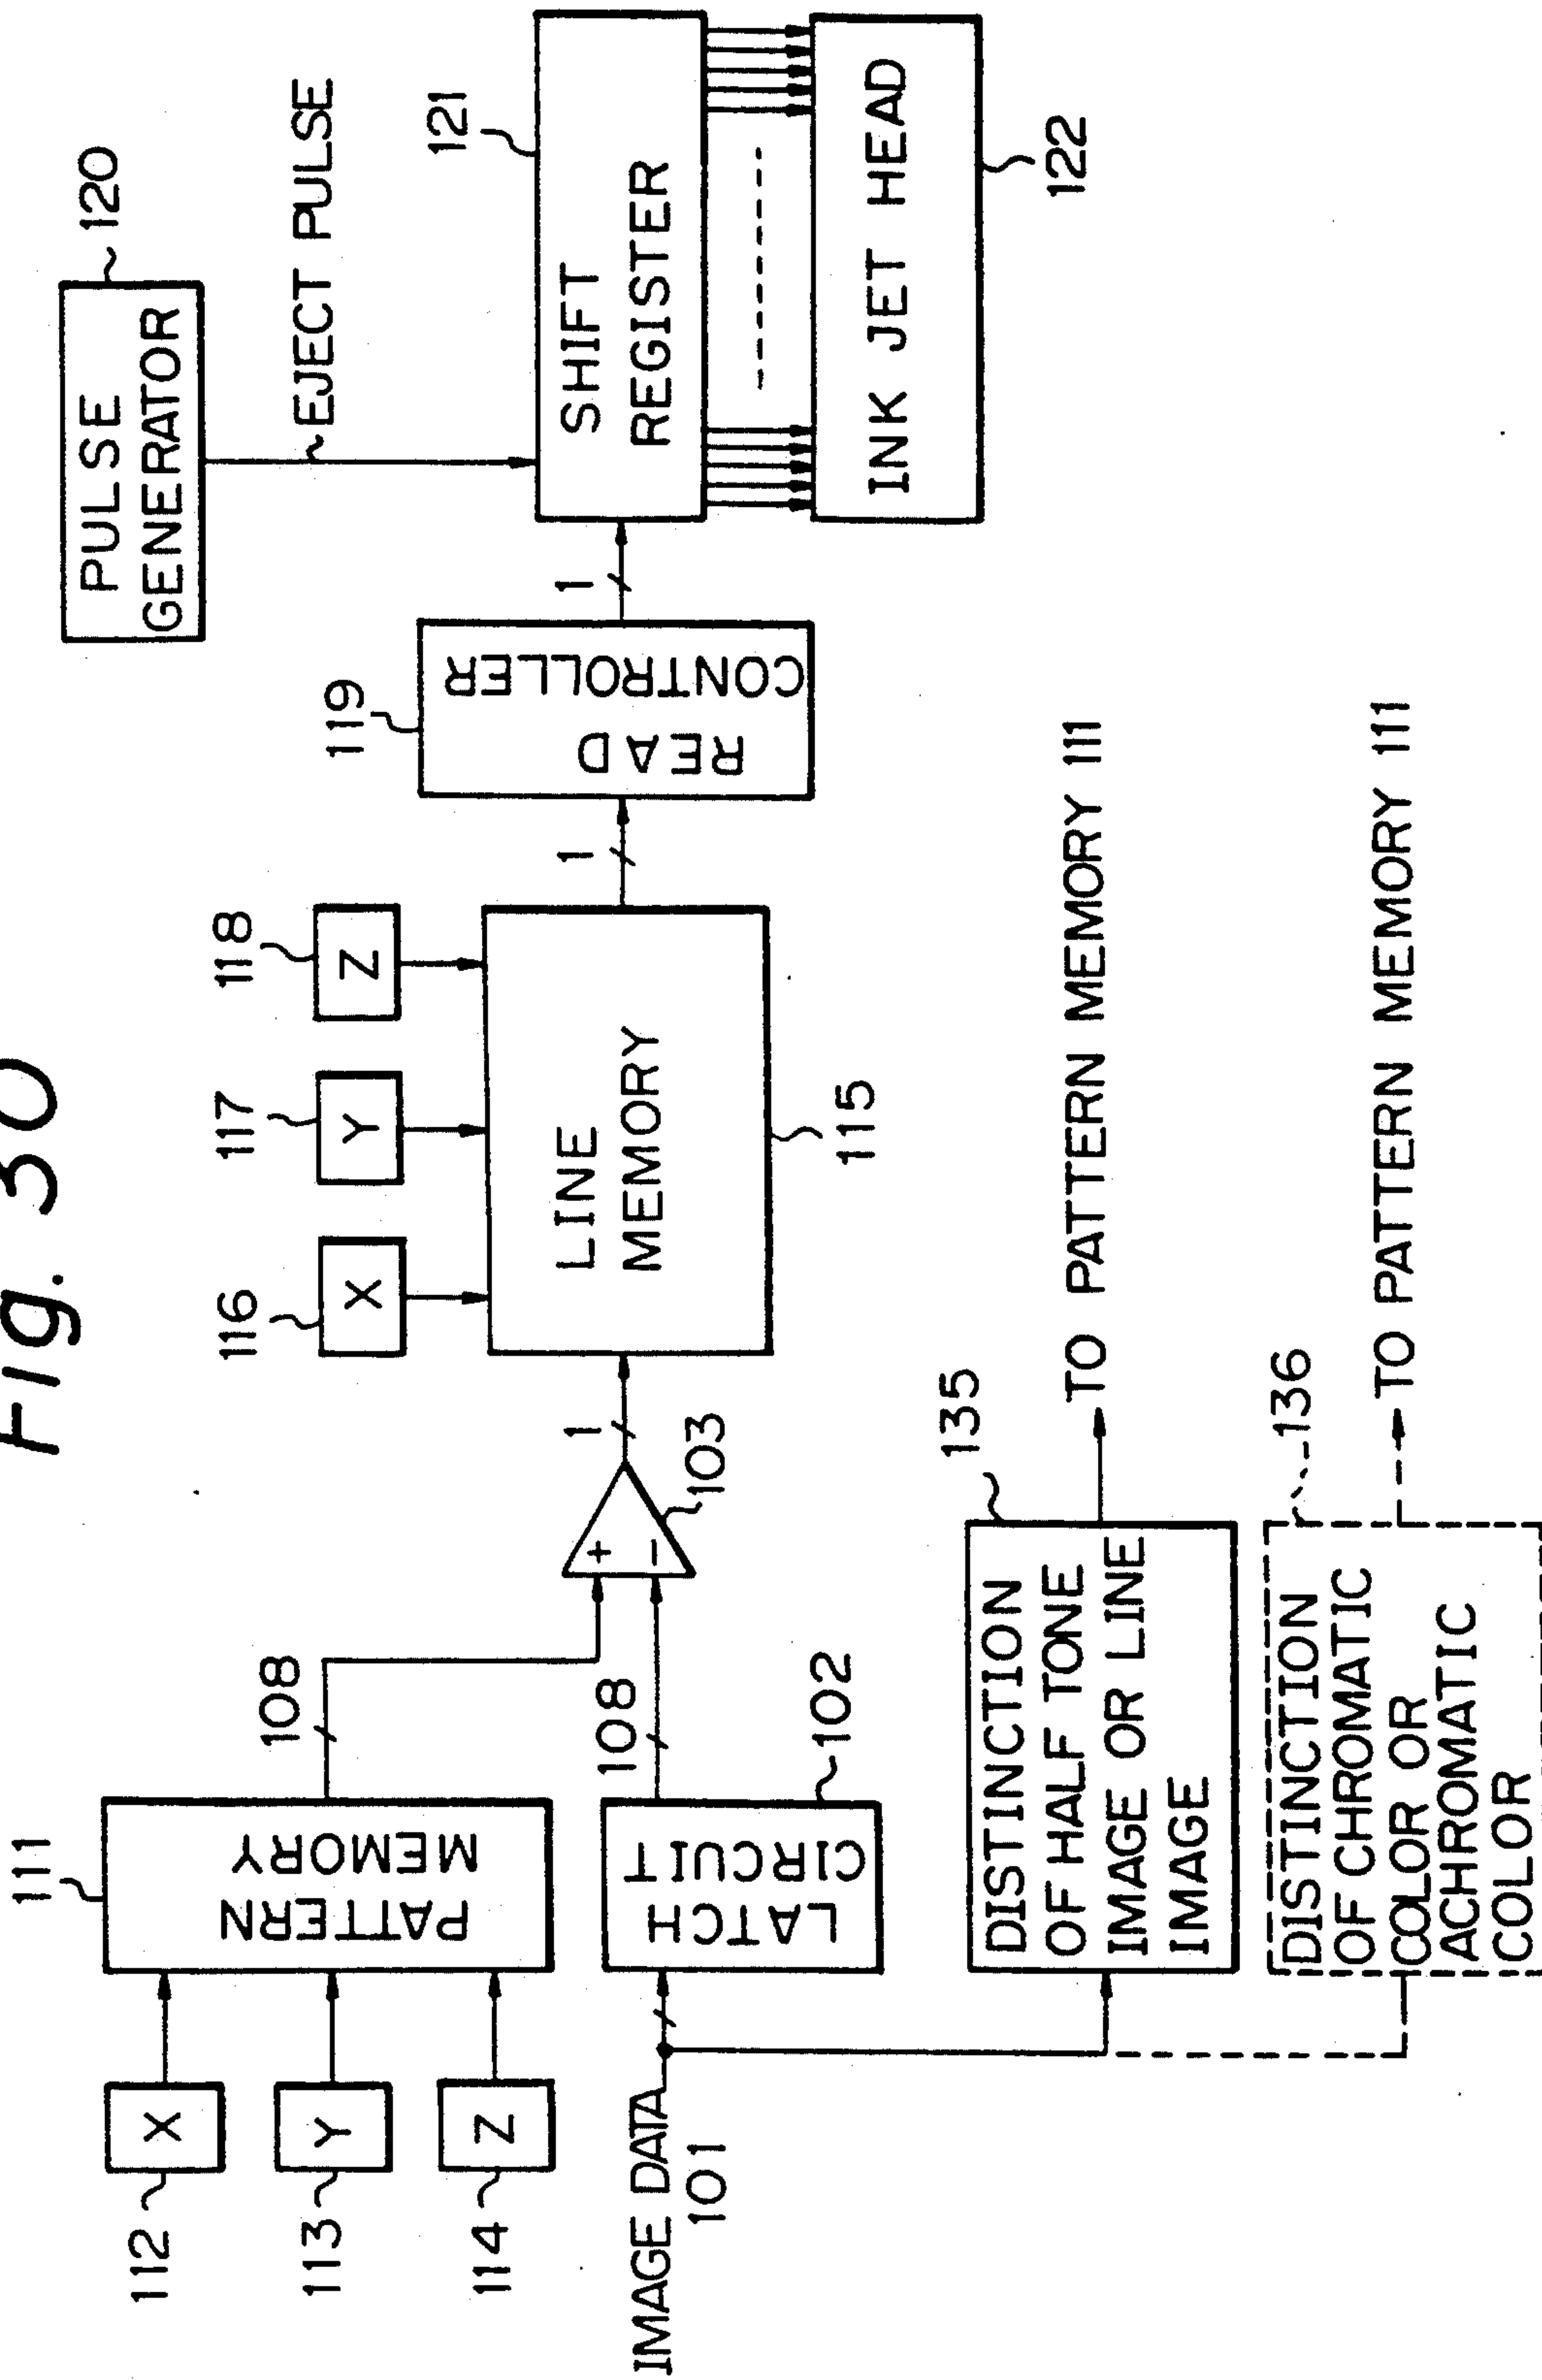 Fig. 30
120
PULSE
GENERATOR
EJECT PULSE
121
SHIFT
REGISTER
INK JET HEAD
122
119
READ
CONTROLLER
1
1
116
X
117
Y
118
Z
LINE
MEMORY
115
1
103
+
-
111
PATTERN
MEMORY
108
112
X
113
Y
114
Z
LATCH
CIRCUIT
108
102
IMAGE DATA
101
135
DISTINCTION
OF HALF TONE
IMAGE OR LINE
IMAGE
TO PATTERN MEMORY 111
136
DISTINCTION
OF CHROMATIC
COLOR OR
ACHROMATIC
COLOR
TO PATTERN MEMORY 111